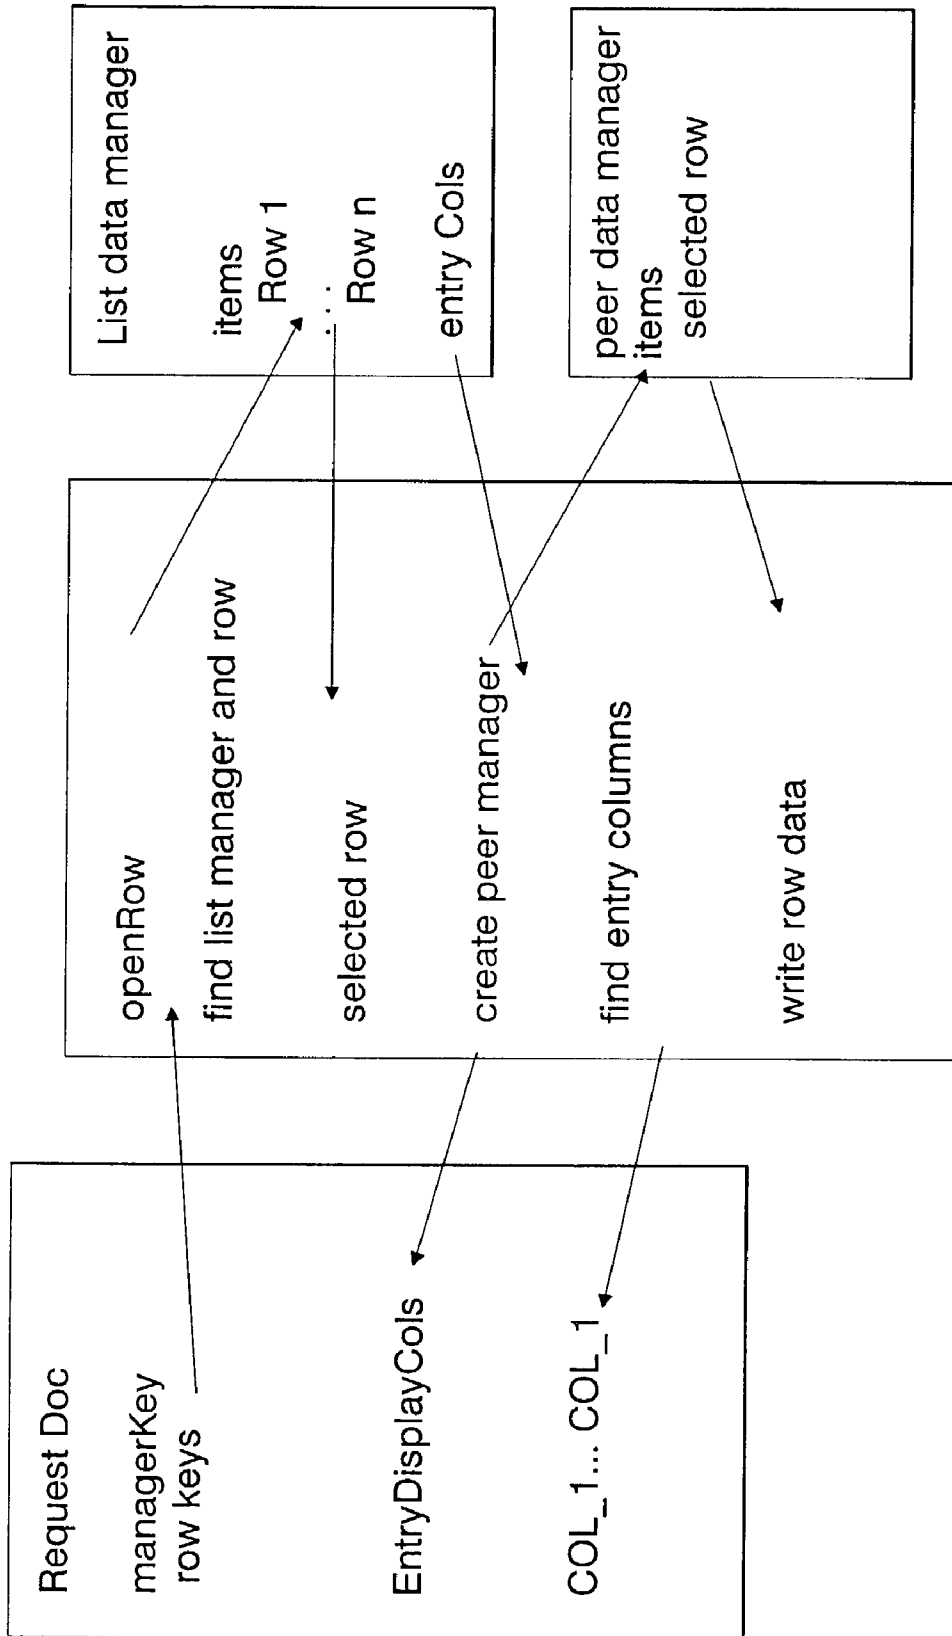 Request Doc
managerKey
row keys
EntryDisplayCols
COL_1... COL_1
openRow
find list manager and row
selected row
create peer manager
find entry columns
write row data
List data manager
items
Row 1
. . .
Row n
entry Cols
peer data manager
items
selected row